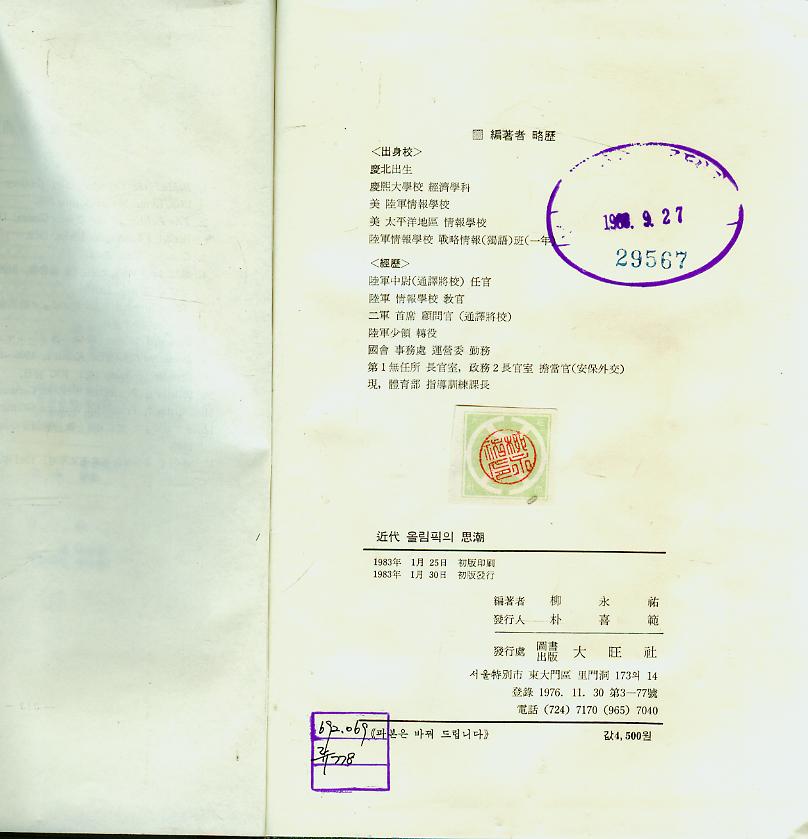 ▩ 編著者 略歷
<出身校>
慶北出生
慶熙大學校 經濟學科
美 陸軍情報學校
美 太平洋地區 情報學校
陸軍情報學校 戰略情報(獨語)班(一年)
<經歷>
陸軍中尉(通譯將校) 任官
陸軍 情報學校 敎官
二軍 首席 顧問官 (通譯將校)
陸軍少領 轉役
國會 事務處 運營委 勤務
第1無任所 長官室, 政務2長官室 擔當官(安保外交)
現, 體育部 指導訓練課長
9. 27
29567
近代 올림픽의 思潮
1983年 1月 25日 初版印刷
1983年 1月 30日 初版發行
編著者 柳永祐
發行人 朴喜範
發行處 圖書出版 大旺社
서울特別市 東大門區 里門洞 173의 14
登錄 1976. 11. 30 第3—77號
電話 (724) 7170 (965) 7040
《파본은 바꿔 드립니다》 값4,500원
692.069